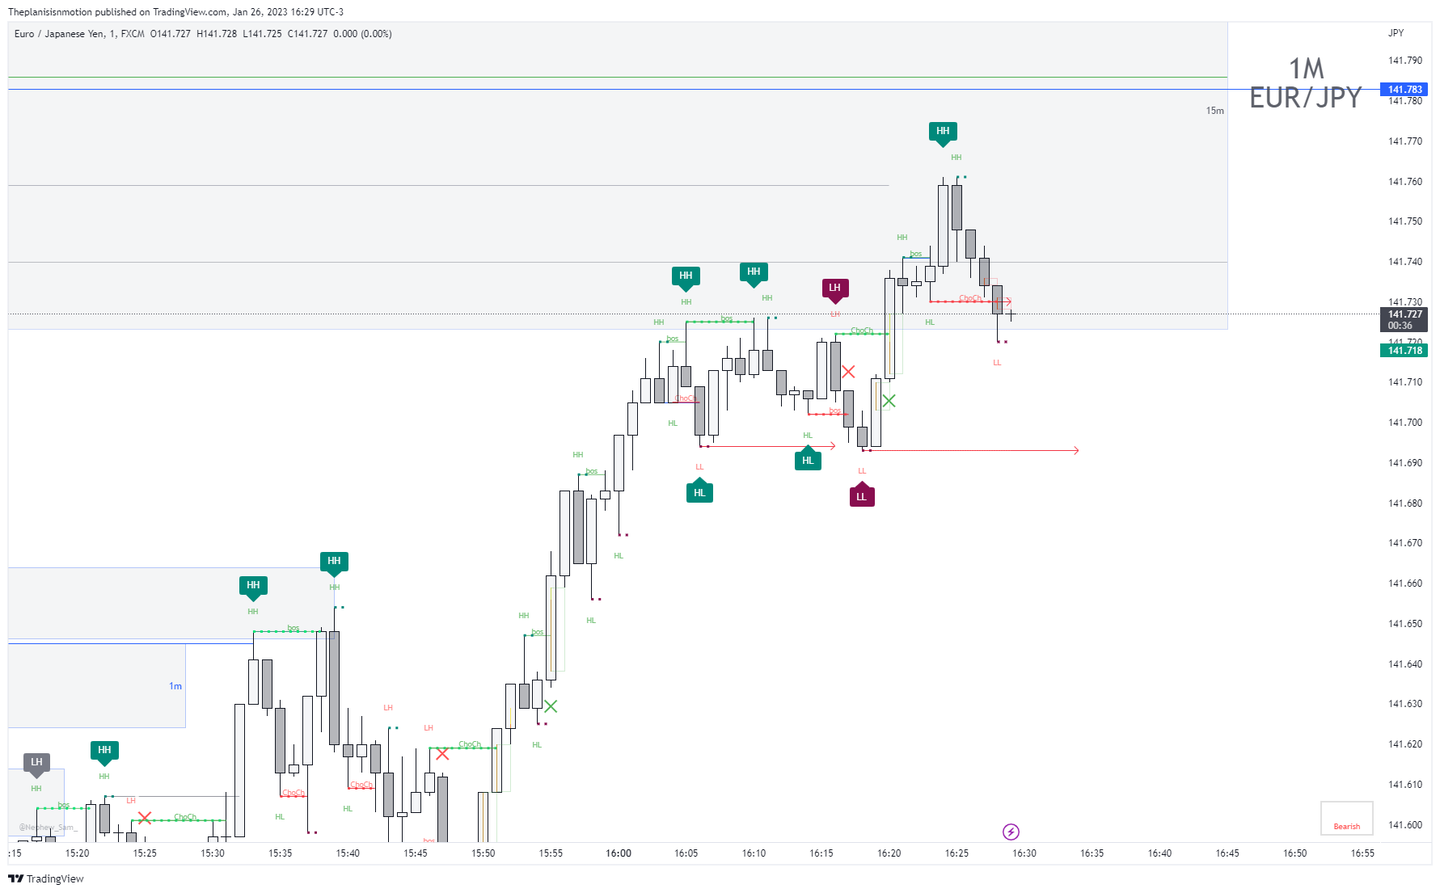 Theplanisisnmotion published on TradingView.com, Jan 26, 2023 16:29 UTC-3
Euro / Japanese Yen, 1, FXCM O141.727 H141.728 L141.725 C141.727 0.000 (0.00%)
JPY
1M
EUR/JPY
15m
141.790
141.783
141.780
141.770
141.760
141.750
141.740
141.730
141.727
00:36
141.720
141.718
141.710
141.700
141.690
141.680
141.670
141.660
141.650
141.640
141.630
141.620
141.610
141.600
HH
HH
HH
bos
ChoCh
HL
LL
HH
HH
HH
HH
HH
bos
bos
ChoCh
HL
LL
HL
LH
LH
ChoCh
bos
HL
HL
LL
LL
HH
bos
HL
HH
bos
HL
HL
HH
HH
HH
HH
bos
1m
ChoCh
HL
ChoCh
HL
LH
LH
ChoCh
bos
LH
HH
bos
HH
HH
LH
ChoCh
@Nephew_Sam_
Bearish
:15 15:20 15:25 15:30 15:35 15:40 15:45 15:50 15:55 16:00 16:05 16:10 16:15 16:20 16:25 16:30 16:35 16:40 16:45 16:50 16:55
TradingView